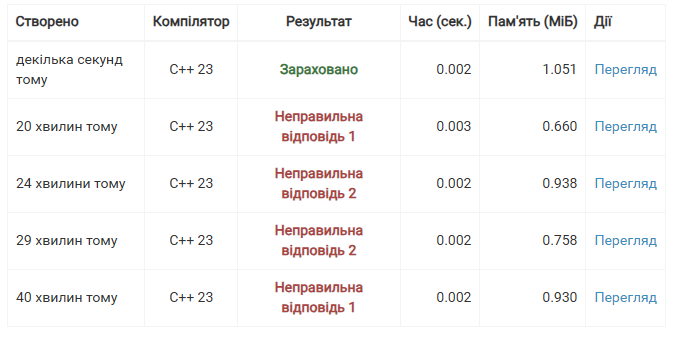 Створено Компілятор Результат Час (сек.) Пам'ять (МіБ) Дії
декілька секунд
тому C++ 23 Зараховано 0.002 1.051 Перегляд
20 хвилин тому C++ 23 Неправильна
відповідь 1 0.003 0.660 Перегляд
24 хвилини тому C++ 23 Неправильна
відповідь 2 0.002 0.938 Перегляд
29 хвилин тому C++ 23 Неправильна
відповідь 2 0.002 0.758 Перегляд
40 хвилин тому C++ 23 Неправильна
відповідь 1 0.002 0.930 Перегляд